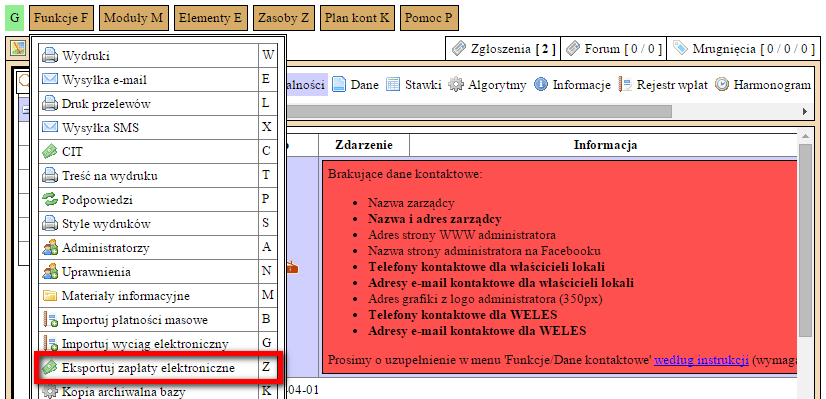 G Funkcje F Moduły M Elementy E Zasoby Z Plan kont K Pomoc P
Zgłoszenia [ 2 ] Forum [ 0 / 0 ] Mrugnięcia [ 0 / 0 / 0 ]
Wydruki W
Wysyłka e-mail E
Druk przelewów L
Wysyłka SMS X
CIT C
Treść na wydruku T
Podpowiedzi P
Style wydruków S
Administratorzy A
Uprawnienia N
Materiały informacyjne M
Importuj płatności masowe B
Importuj wyciąg elektroniczny G
Eksportuj zapłaty elektroniczne Z
Kopia archiwalna bazy K
alności Dane Stawki Algorytmy Informacje Rejestr wpłat Harmonogram
Zdarzenie Informacja
Brakujące dane kontaktowe:
Nazwa zarządcy
Nazwa i adres zarządcy
Adres strony WWW administratora
Nazwa strony administratora na Facebooku
Telefony kontaktowe dla właścicieli lokali
Adresy e-mail kontaktowe dla właścicieli lokali
Adres grafiki z logo administratora (350px)
Telefony kontaktowe dla WELES
Adresy e-mail kontaktowe dla WELES
Prosimy o uzupełnienie w menu 'Funkcje/Dane kontaktowe' według instrukcji (wymaga
-04-01